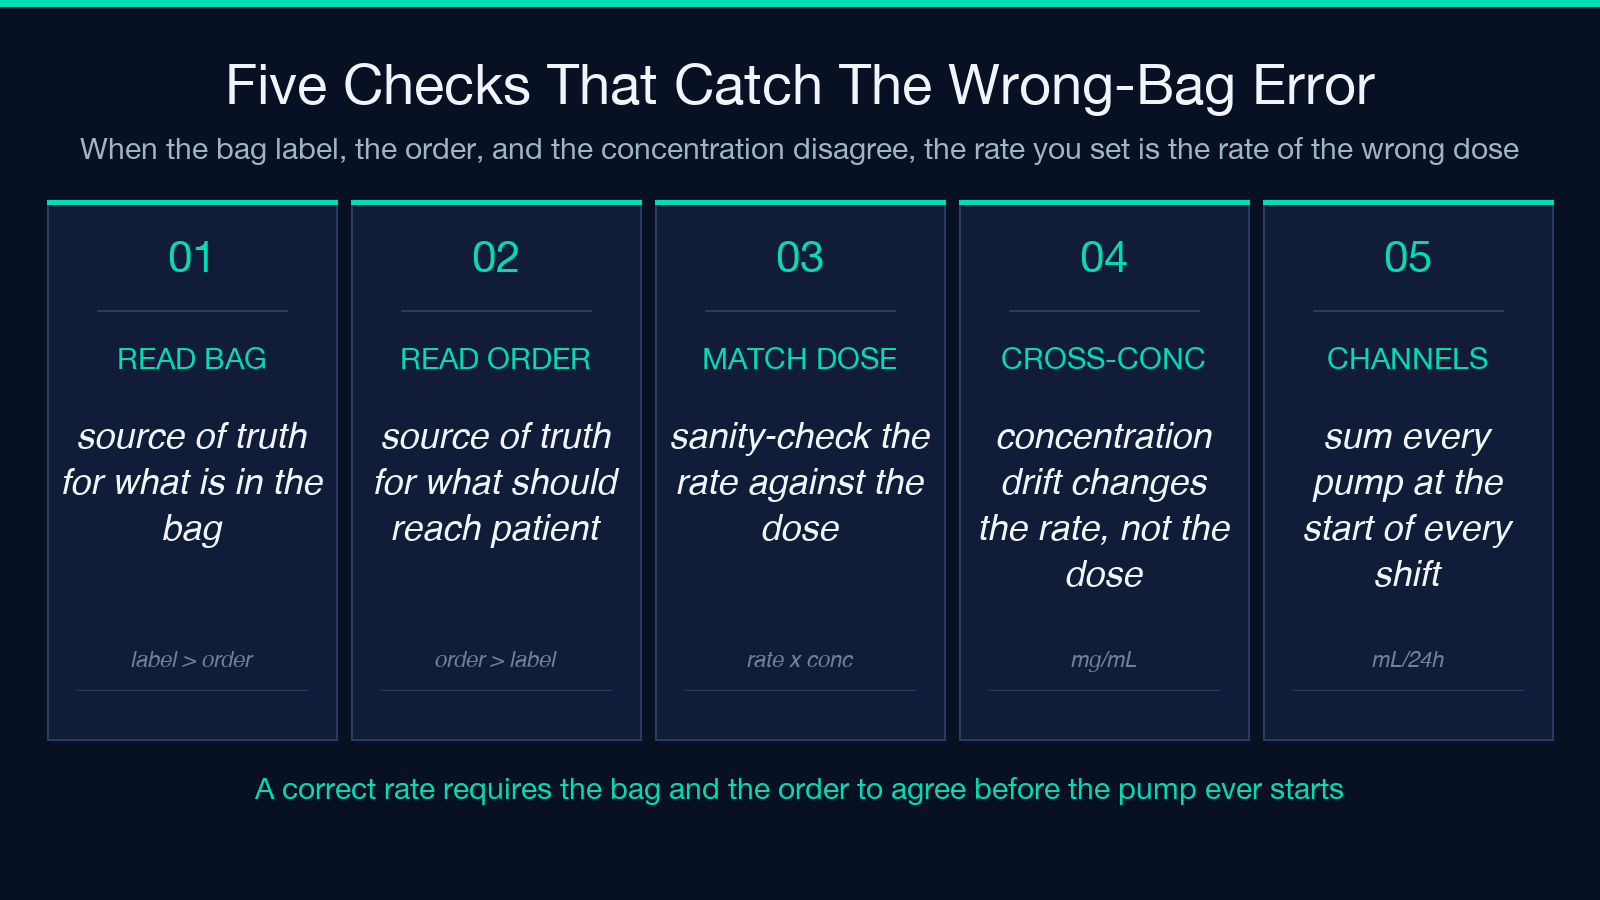 Five Checks That Catch The Wrong-Bag Error
When the bag label, the order, and the concentration disagree, the rate you set is the rate of the wrong dose
01
READ BAG
source of truth
for what is in the
bag
label > order
02
READ ORDER
source of truth
for what should
reach patient
order > label
03
MATCH DOSE
sanity-check the
rate against the
dose
rate x conc
04
CROSS-CONC
concentration
drift changes
the rate, not the
dose
mg/mL
05
CHANNELS
sum every
pump at the
start of every
shift
mL/24h
A correct rate requires the bag and the order to agree before the pump ever starts